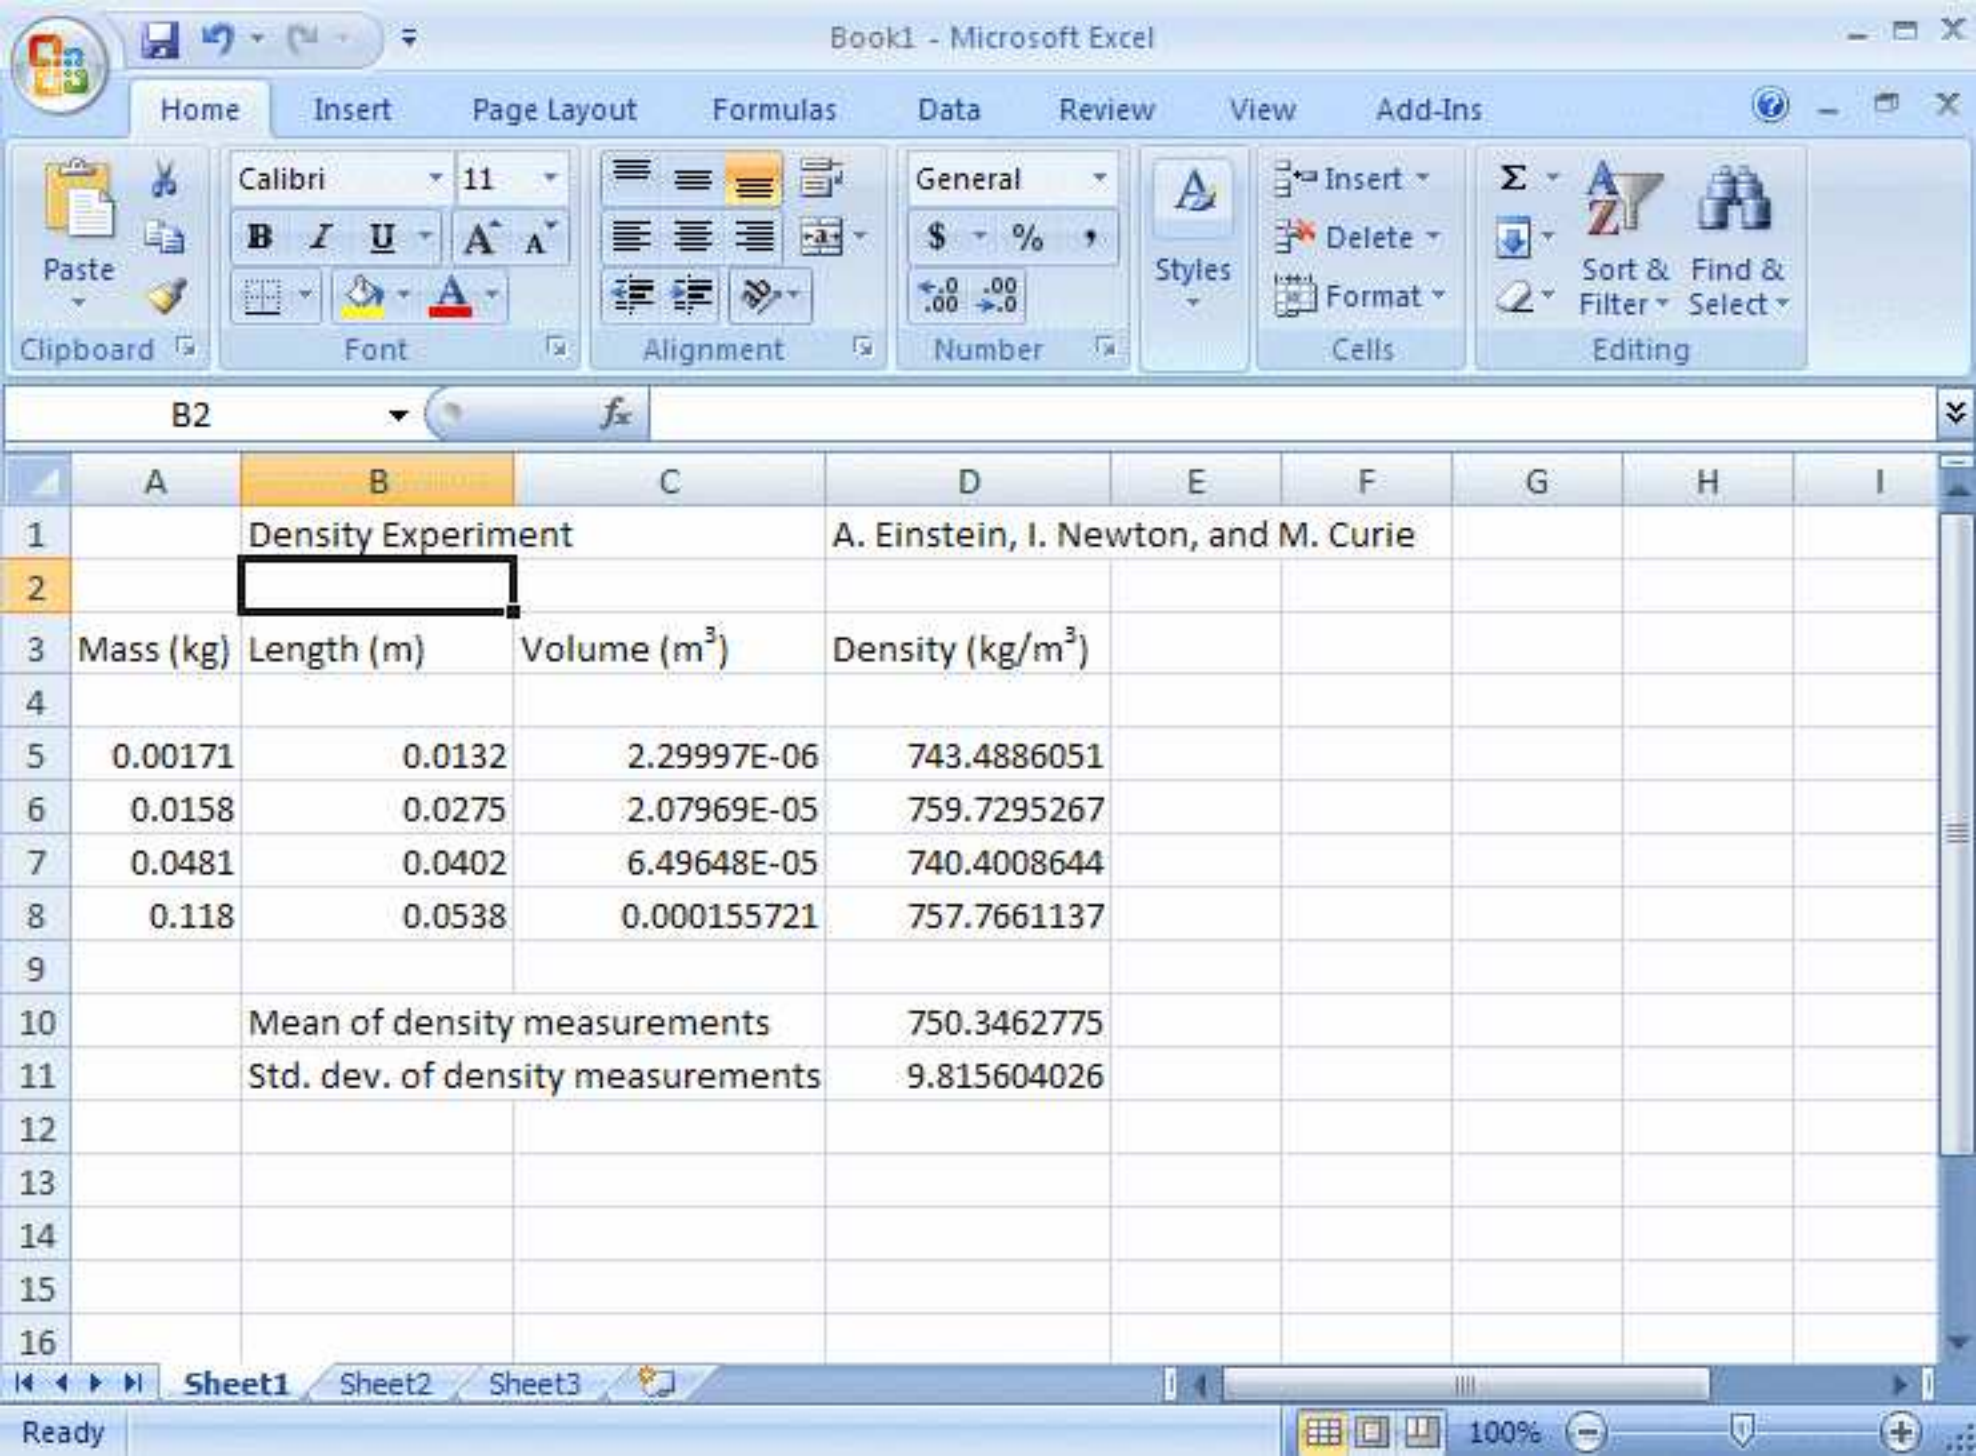 Book1 - Microsoft Excel
Home Insert Page Layout Formulas Data Review View Add-Ins
Calibri 11 General Insert Σ
B I U A A $ % , Delete
Paste Styles Sort & Filter Find & Select
A .0 .00 .00 .0 Format
Clipboard Font Alignment Number Cells Editing
B2 fx
A B C D E F G H I
1 Density Experiment A. Einstein, I. Newton, and M. Curie
2
3 Mass (kg) Length (m) Volume (m³) Density (kg/m³)
4
5 0.00171 0.0132 2.29997E-06 743.4886051
6 0.0158 0.0275 2.07969E-05 759.7295267
7 0.0481 0.0402 6.49648E-05 740.4008644
8 0.118 0.0538 0.000155721 757.7661137
9
10 Mean of density measurements 750.3462775
11 Std. dev. of density measurements 9.815604026
12
13
14
15
16
Sheet1 Sheet2 Sheet3
Ready 100%